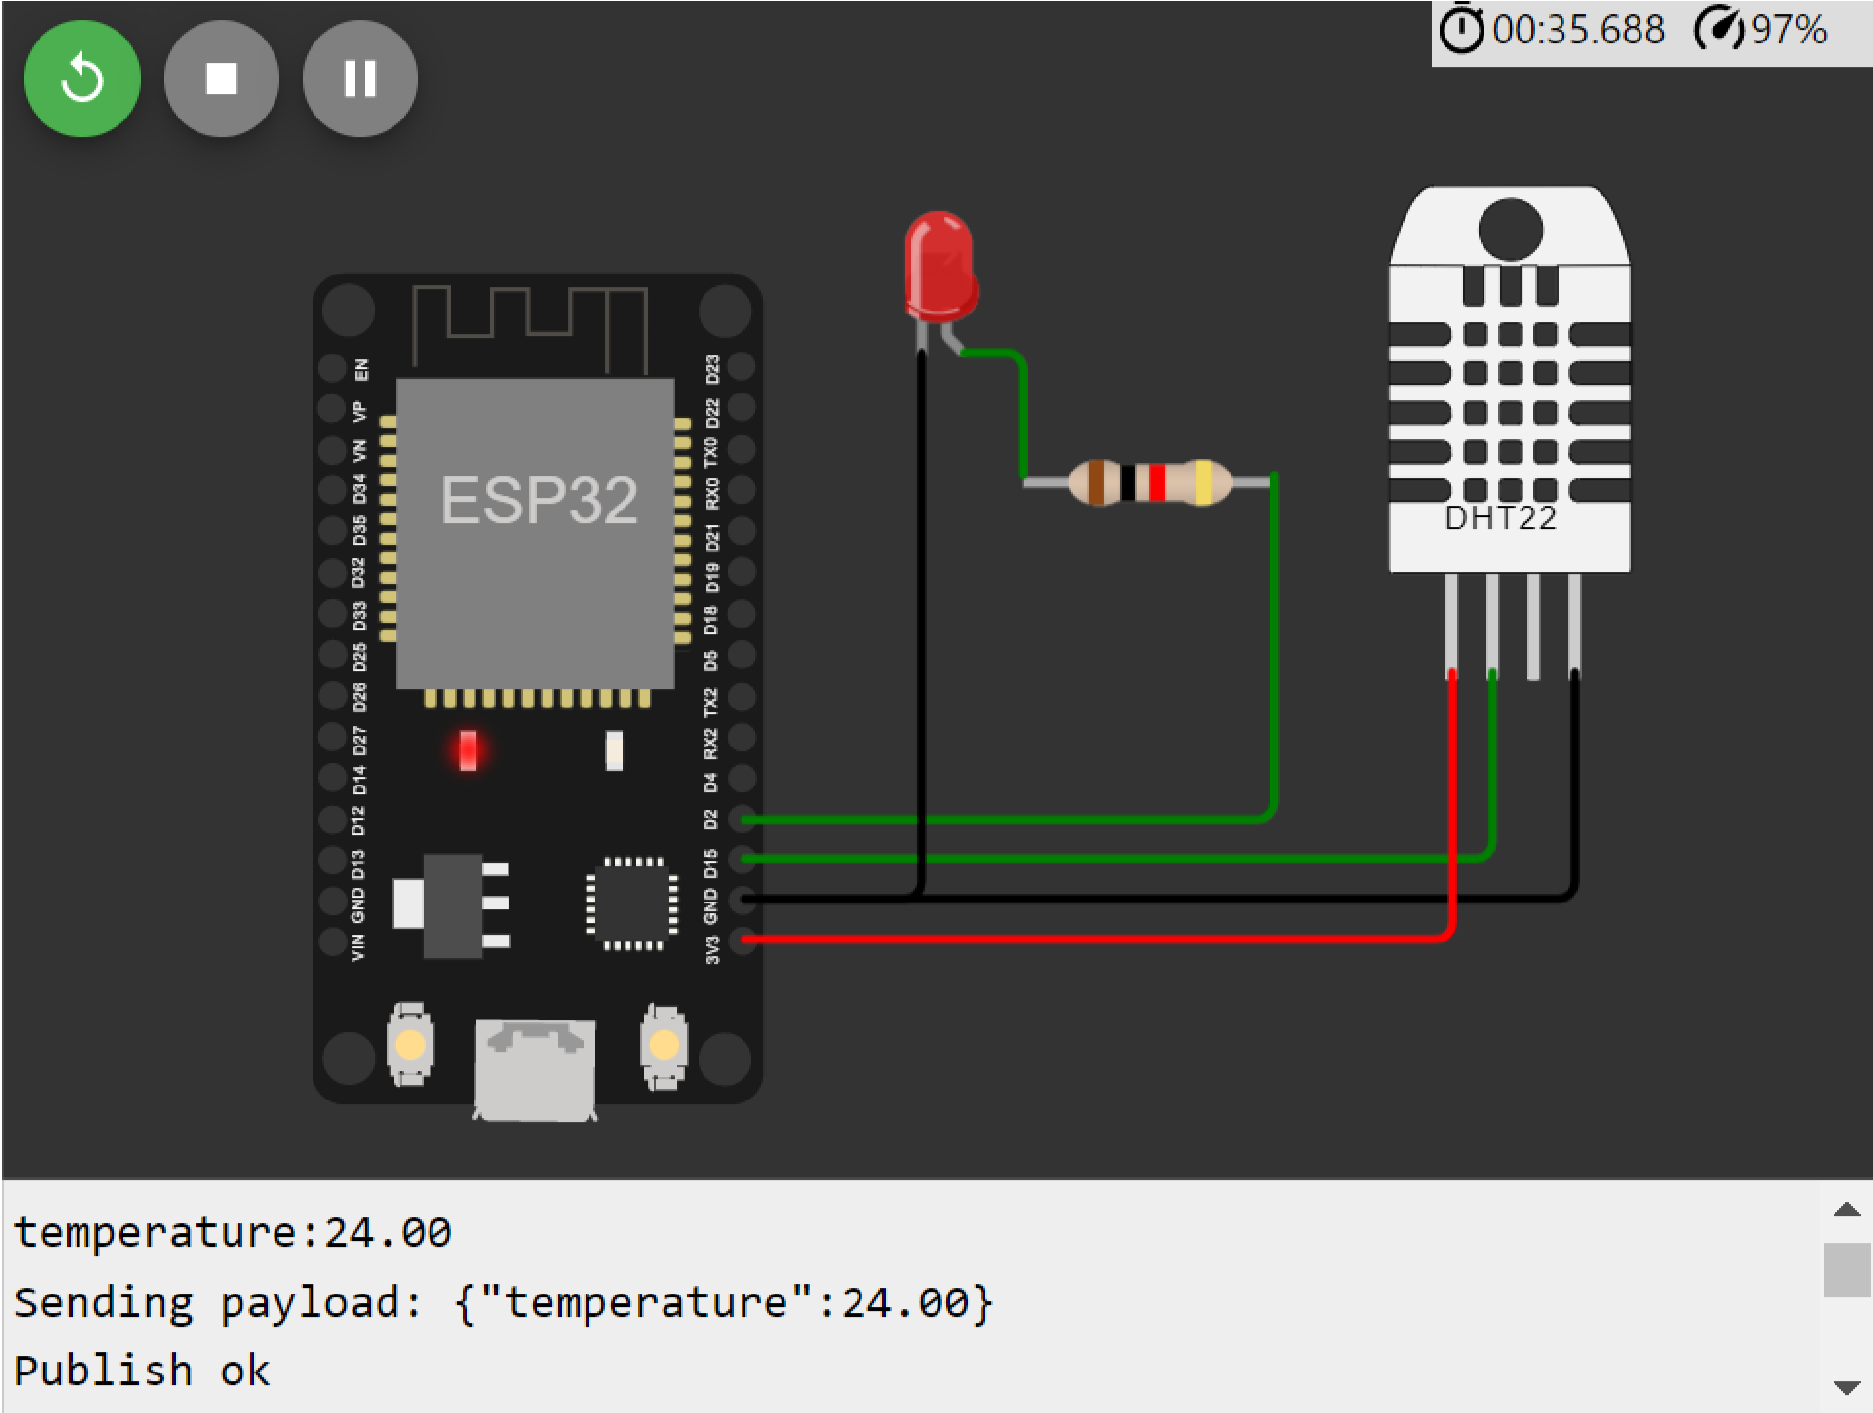 00:35.688 97%
EN
VP
VN
D34
D35
D32
D33
D25
D26
D27
D14
D12
D13
GND
VIN
ESP32
D23
D22
TX0
RX0
D21
D19
D18
D5
TX2
RX2
D4
D2
D15
GND
3V3
DHT22
temperature:24.00
Sending payload: {"temperature":24.00}
Publish ok